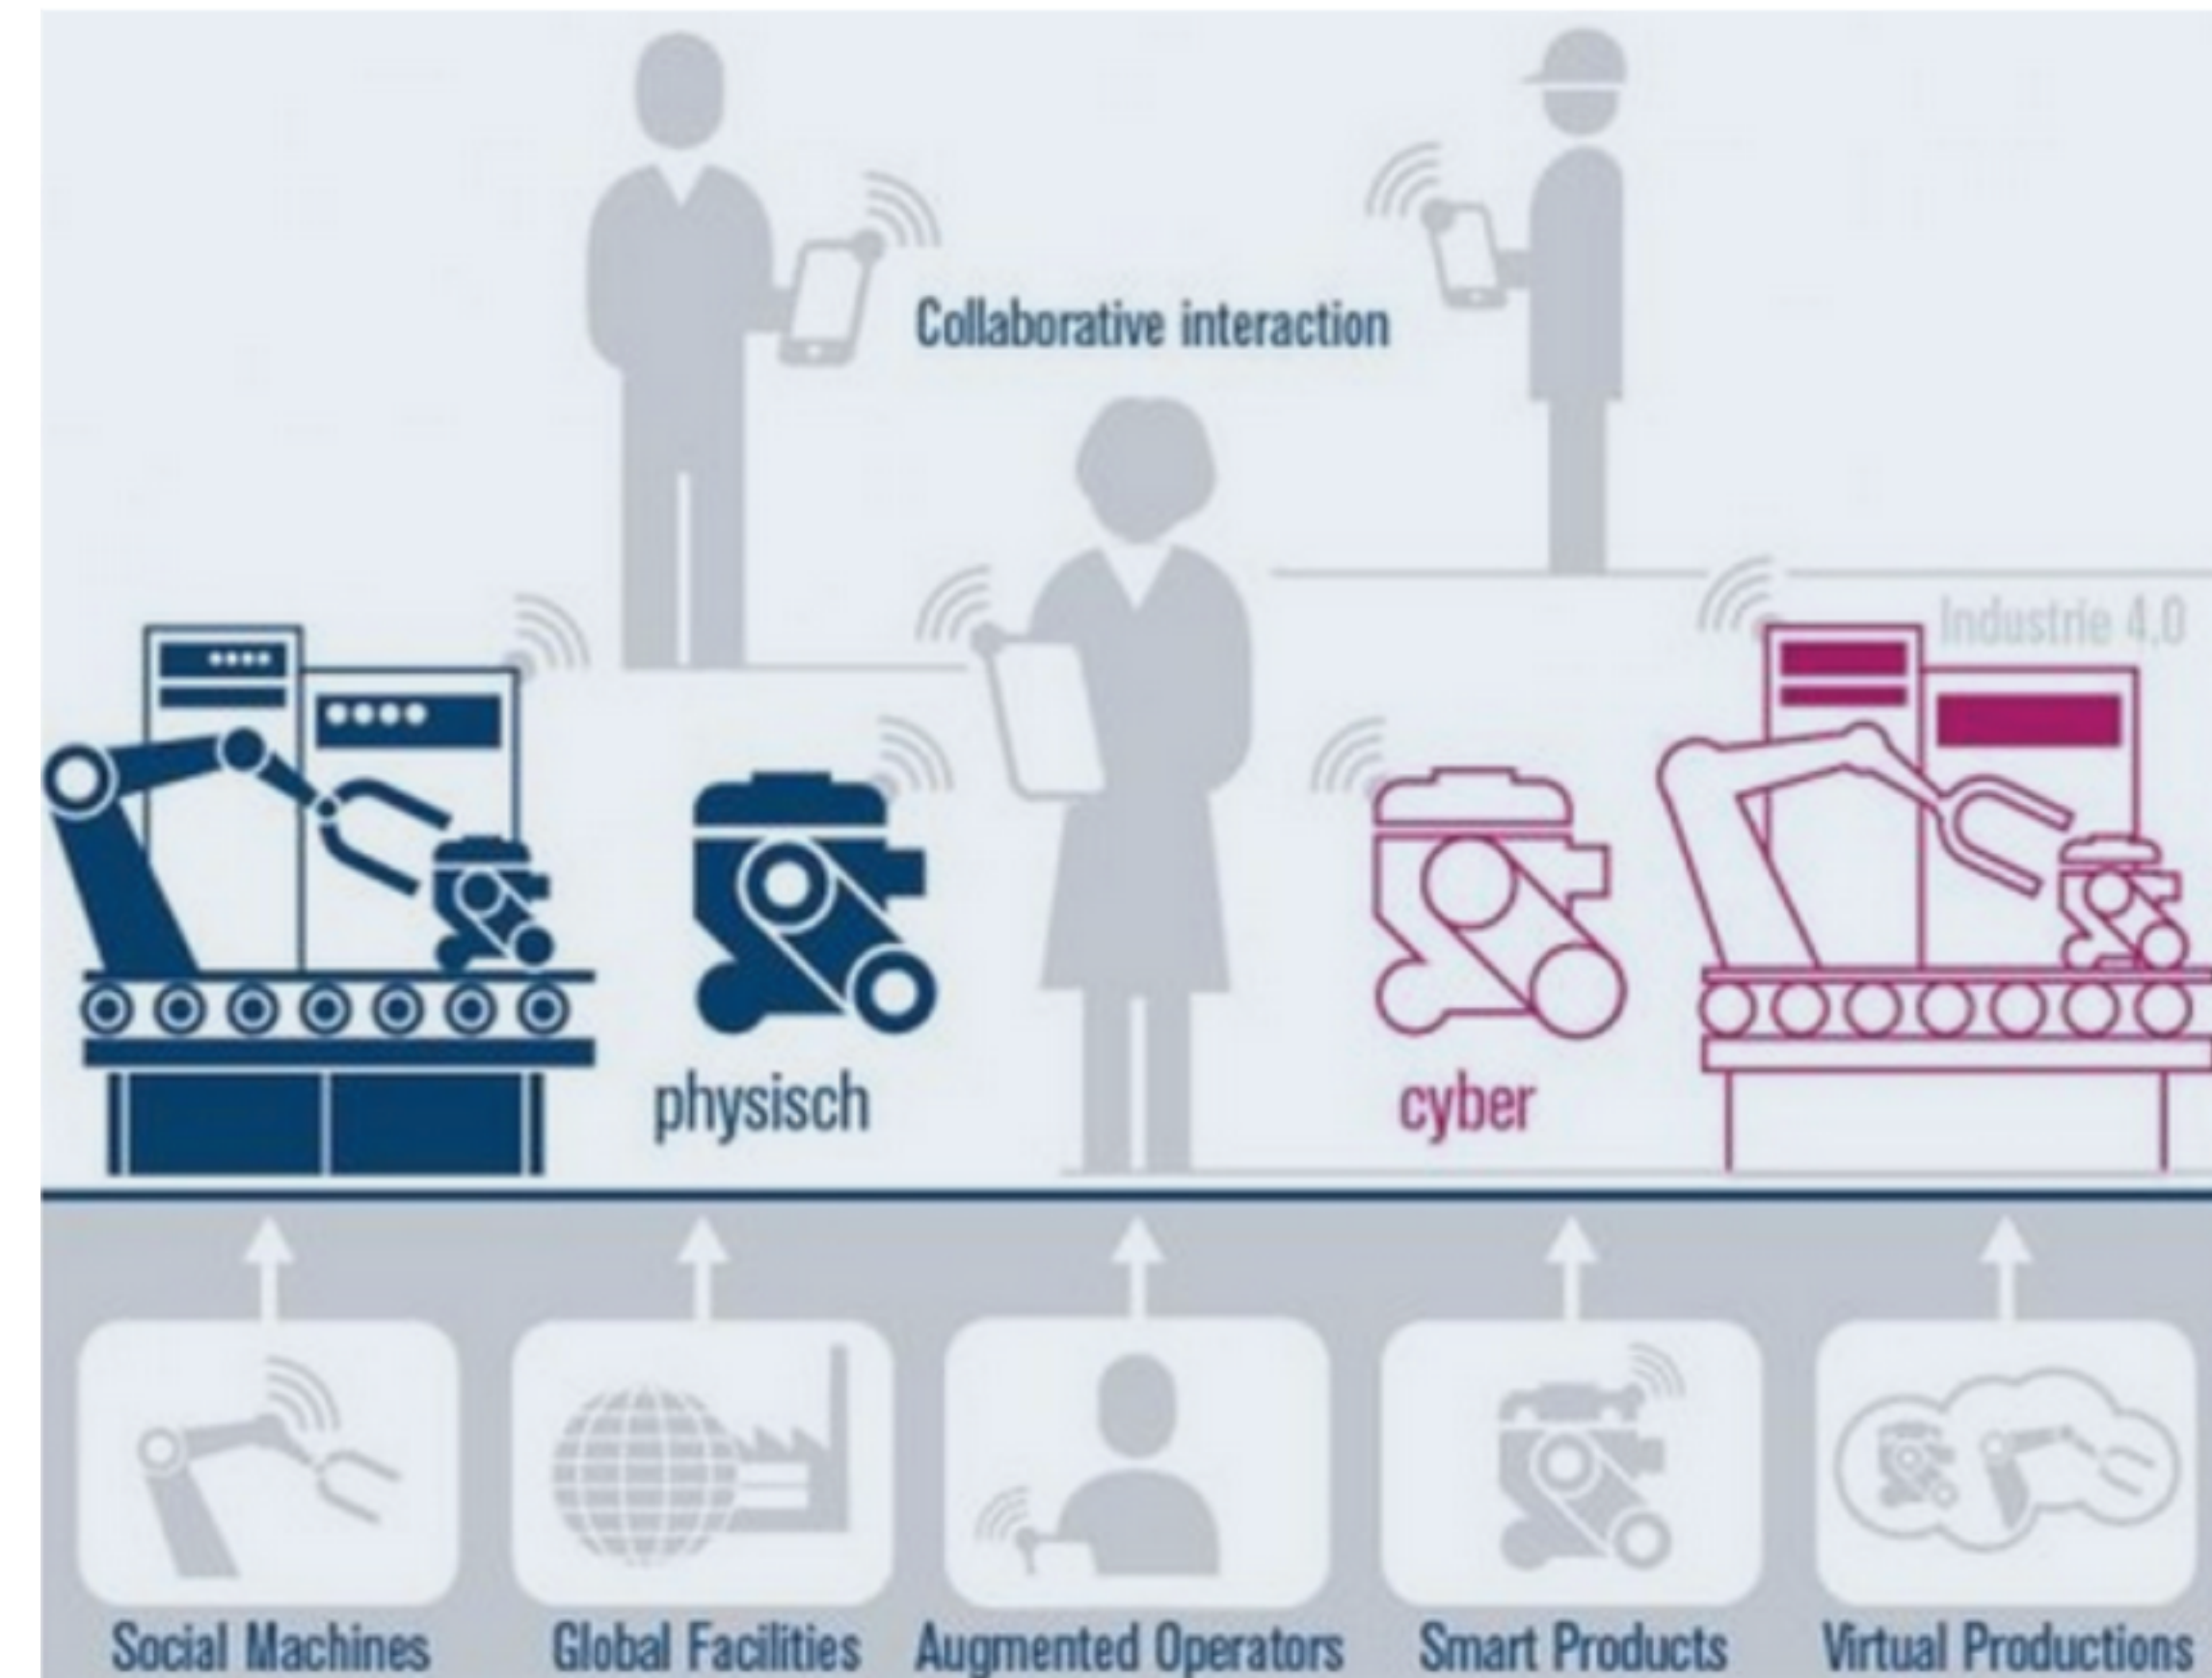 Collaborative interaction
Industrie 4.0
physisch
cyber
Social Machines
Global Facilities
Augmented Operators
Smart Products
Virtual Productions